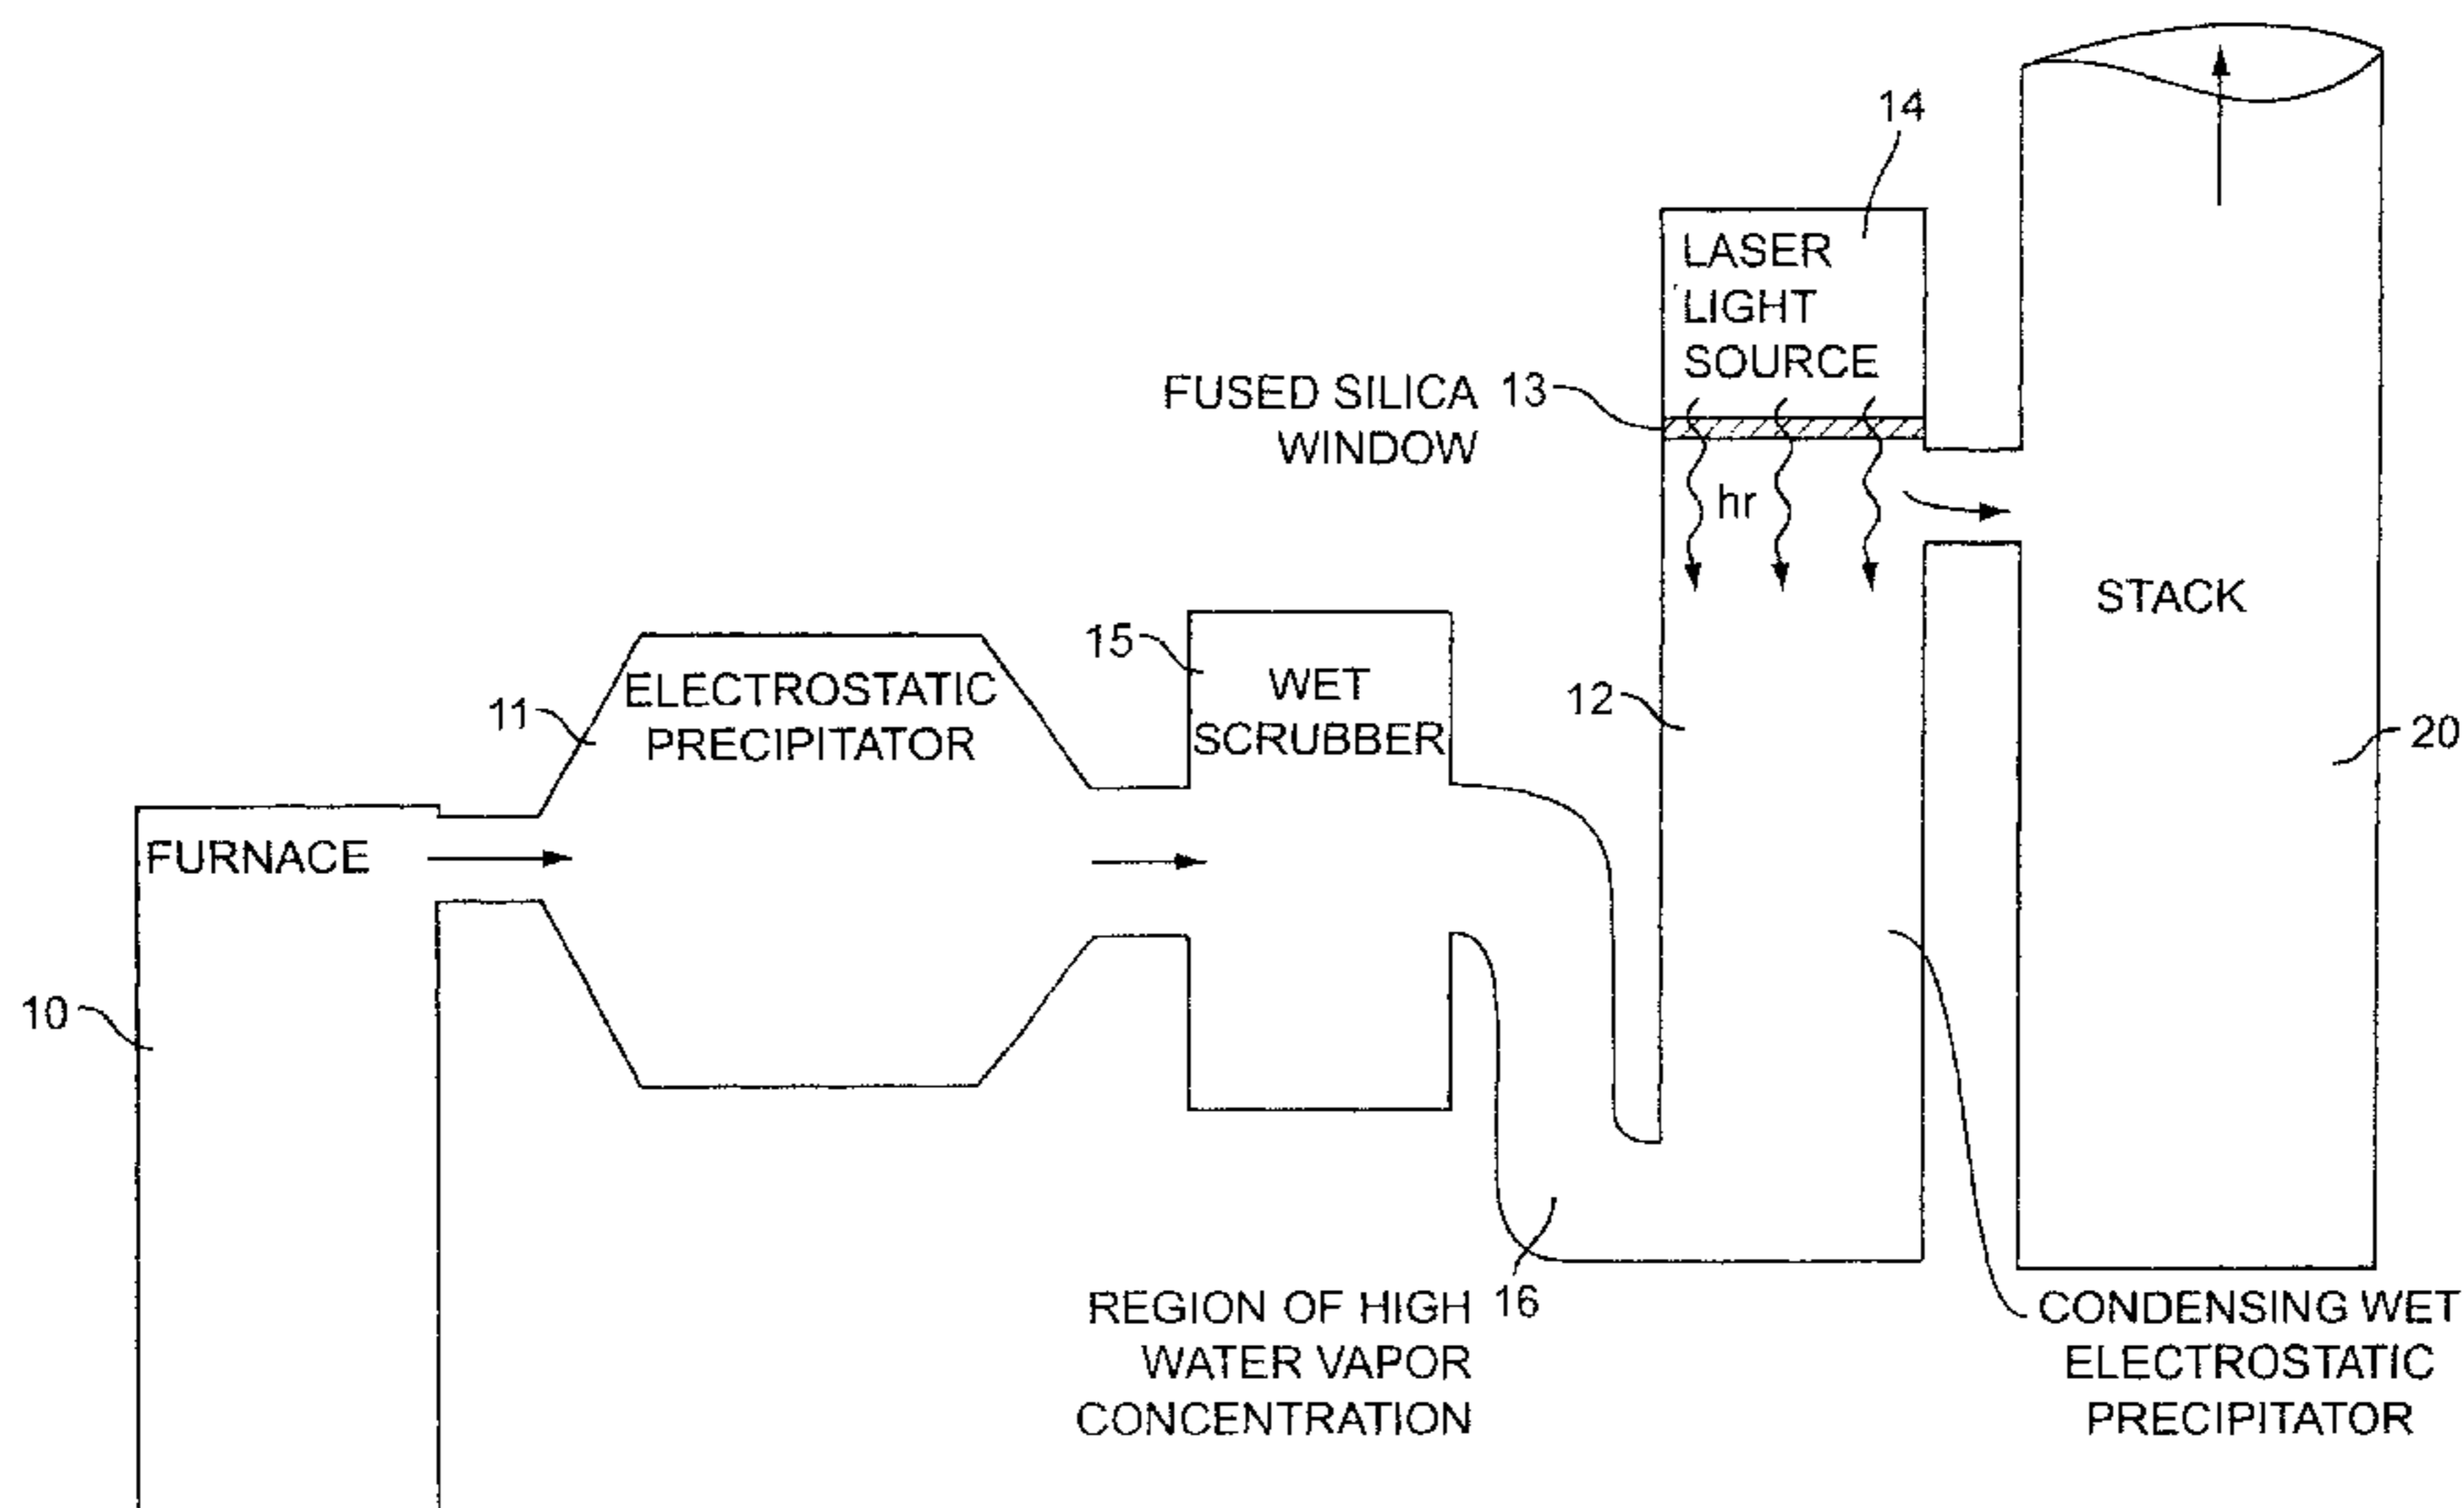 14
LASER
LIGHT
SOURCE
FUSED SILICA
WINDOW
13
hr
STACK
15
WET
SCRUBBER
ELECTROSTATIC
PRECIPITATOR
11
12
20
FURNACE
10
REGION OF HIGH
WATER VAPOR
CONCENTRATION
16
CONDENSING WET
ELECTROSTATIC
PRECIPITATOR